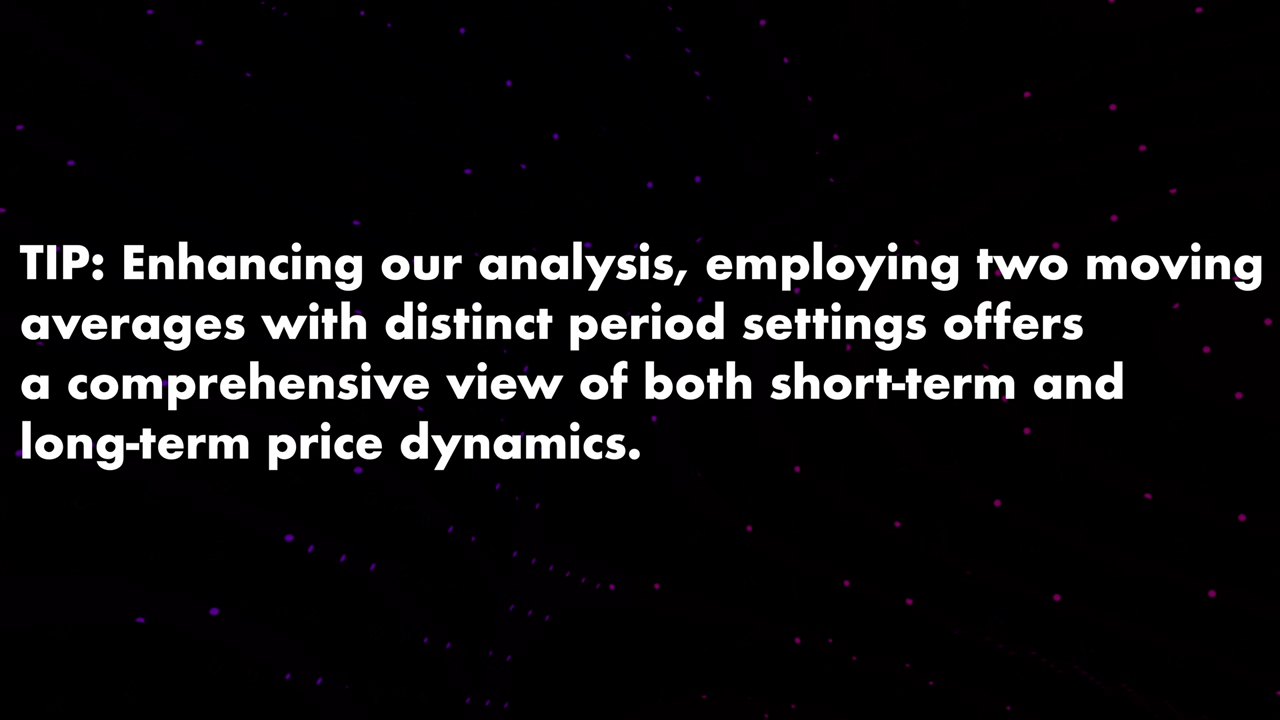 TIP: Enhancing our analysis, employing two moving
averages with distinct period settings offers
a comprehensive view of both short-term and
long-term price dynamics.